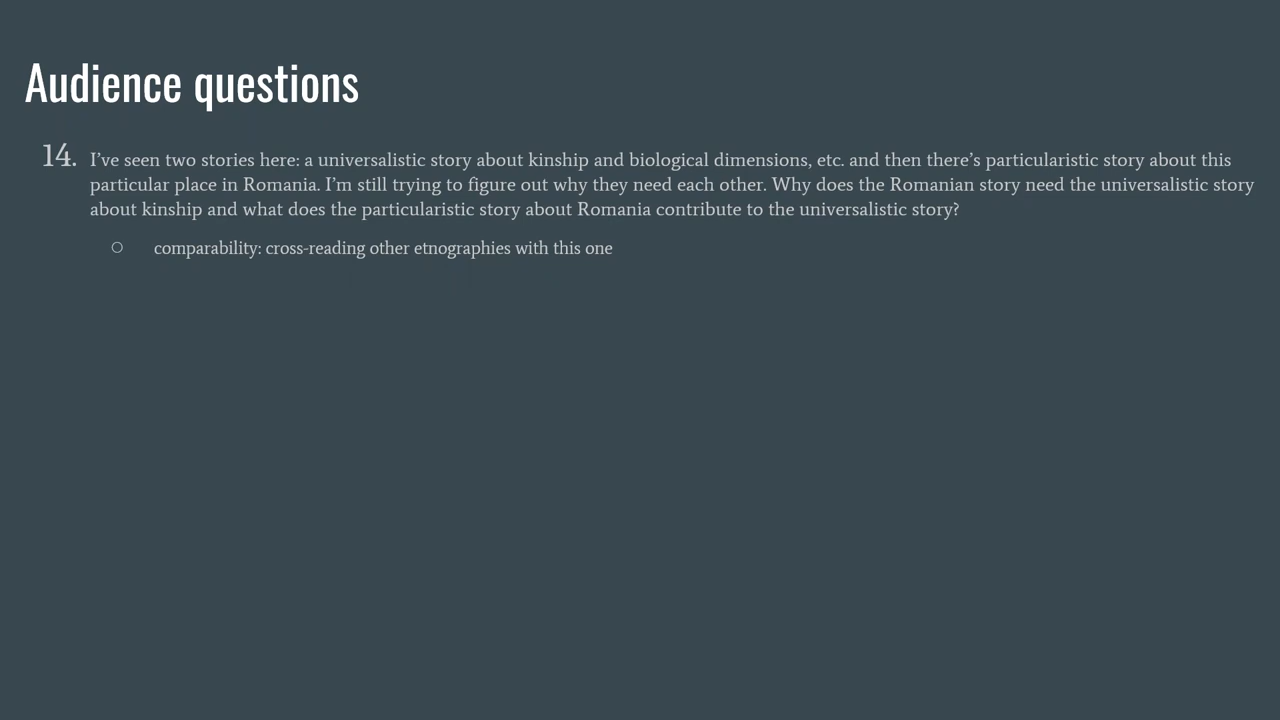 Audience questions
14. I’ve seen two stories here: a universalistic story about kinship and biological dimensions, etc. and then there’s particularistic story about this
particular place in Romania. I’m still trying to figure out why they need each other. Why does the Romanian story need the universalistic story
about kinship and what does the particularistic story about Romania contribute to the universalistic story?
○ comparability: cross-reading other etnographies with this one